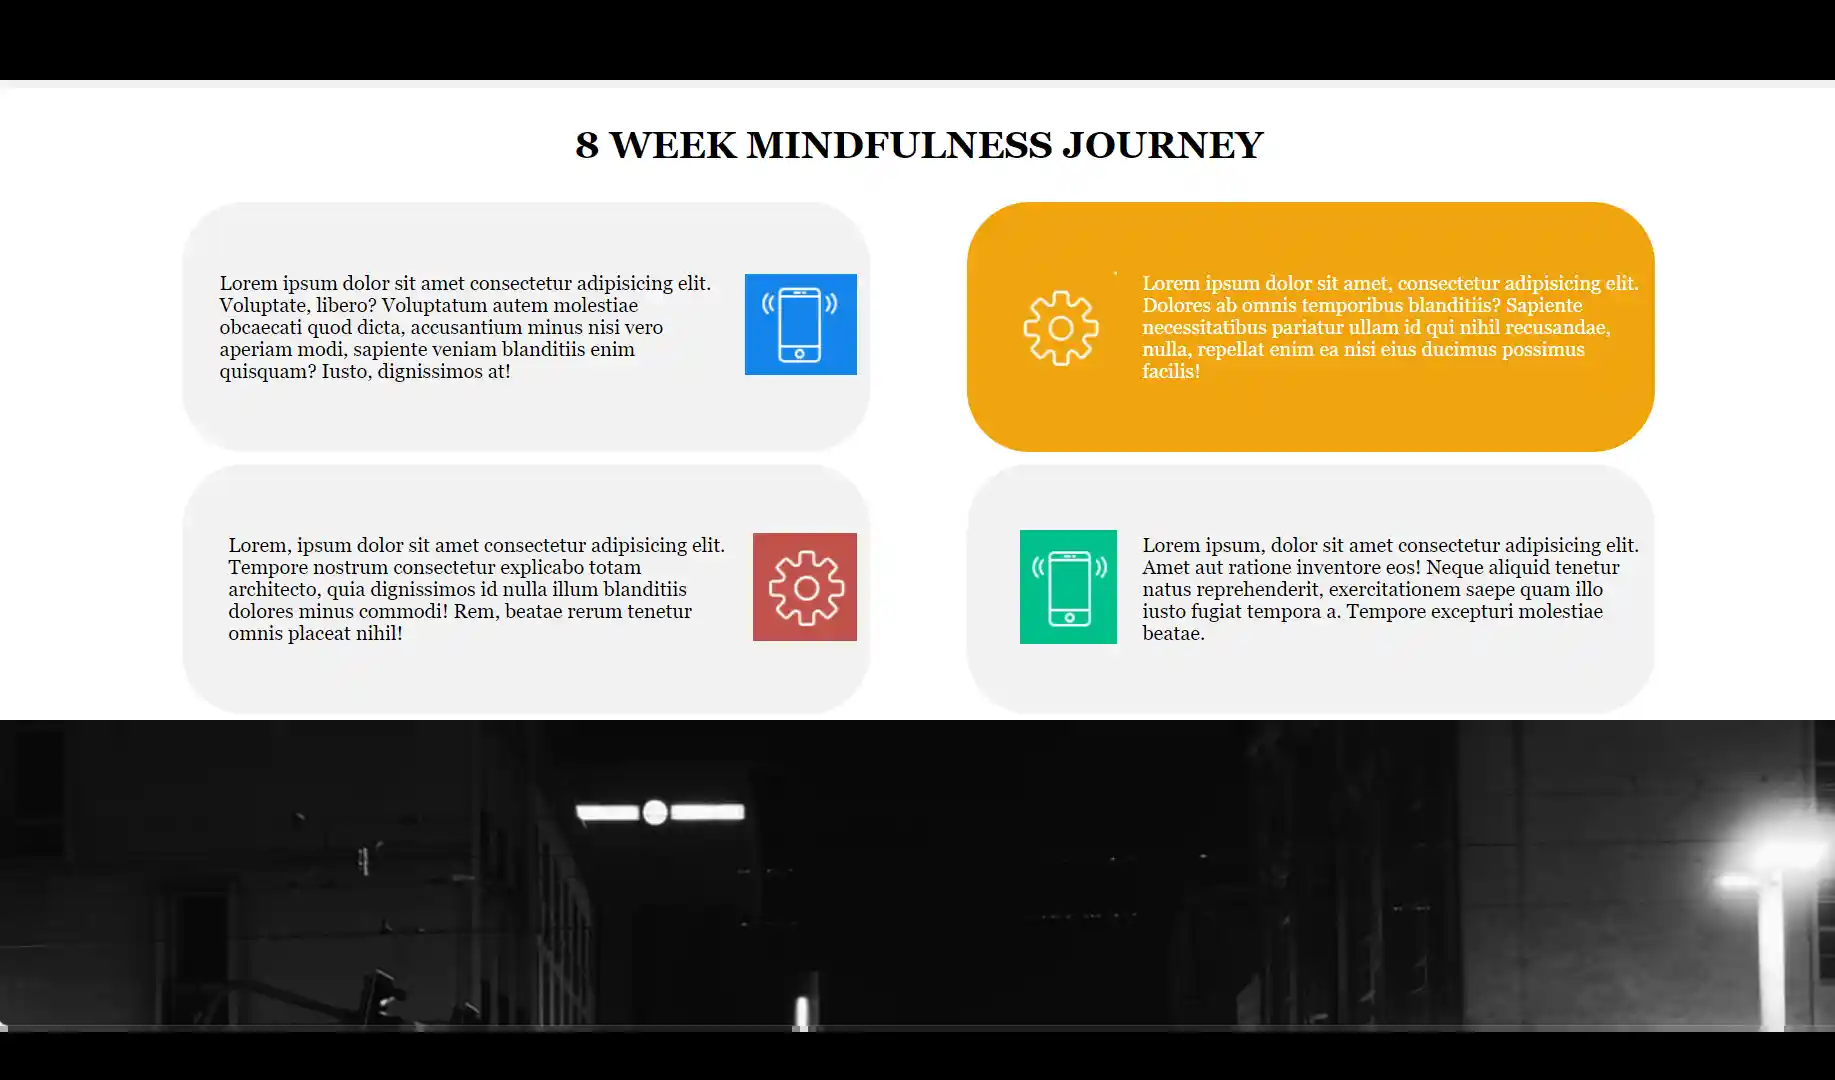 8 WEEK MINDFULNESS JOURNEY
Lorem ipsum dolor sit amet consectetur adipisicing elit.
Voluptate, libero? Voluptatum autem molestiae
obcaecati quod dicta, accusantium minus nisi vero
aperiam modi, sapiente veniam blanditiis enim
quisquam? Iusto, dignissimos at!
Lorem ipsum dolor sit amet, consectetur adipisicing elit.
Dolores ab omnis temporibus blanditiis? Sapiente
necessitatibus pariatur ullam id qui nihil recusandae,
nulla, repellat enim ea nisi eius ducimus possimus
facilis!
Lorem, ipsum dolor sit amet consectetur adipisicing elit.
Tempore nostrum consectetur explicabo totam
architecto, quia dignissimos id nulla illum blanditiis
dolores minus commodi! Rem, beatae rerum tenetur
omnis placeat nihil!
Lorem ipsum, dolor sit amet consectetur adipisicing elit.
Amet aut ratione inventore eos! Neque aliquid tenetur
natus reprehenderit, exercitationem saepe quam illo
iusto fugiat tempora a. Tempore excepturi molestiae
beatae.